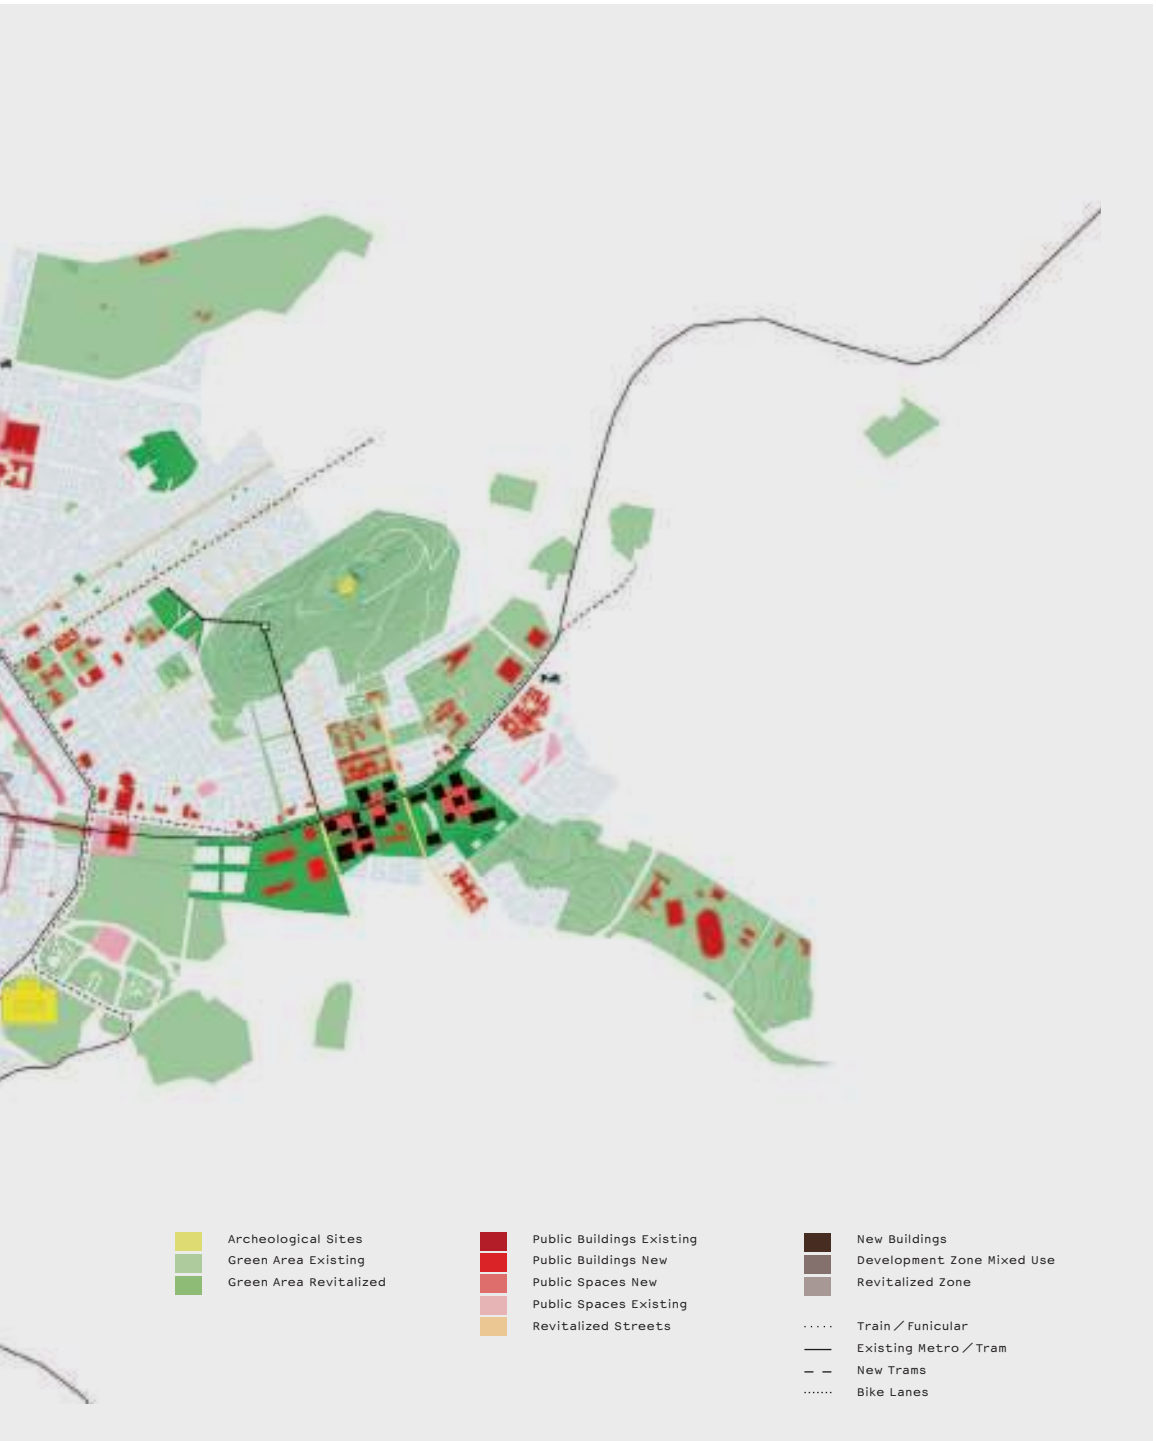 Archeological Sites
Green Area Existing
Green Area Revitalized
Public Buildings Existing
Public Buildings New
Public Spaces New
Public Spaces Existing
Revitalized Streets
New Buildings
Development Zone Mixed Use
Revitalized Zone
Train / Funicular
Existing Metro / Tram
New Trams
Bike Lanes